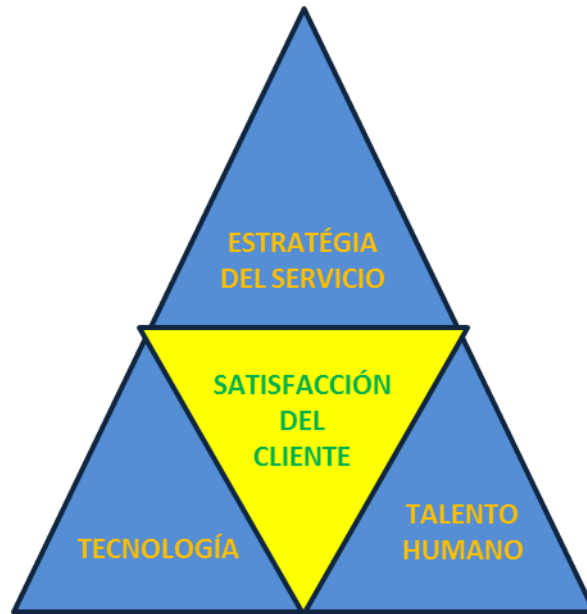 ESTRATÉGIA
DEL SERVICIO
SATISFACCIÓN
DEL
CLIENTE
TECNOLOGÍA
TALENTO
HUMANO